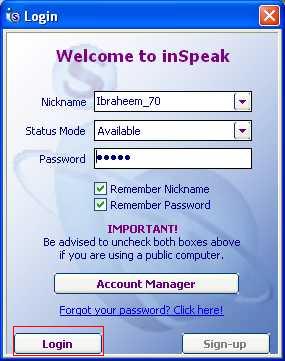 Login
Welcome to inSpeak
Nickname Ibraheem_70
Status Mode Available
Password •••••
Remember Nickname
Remember Password
IMPORTANT!
Be advised to uncheck both boxes above
if you are using a public computer.
Account Manager
Forgot your password? Click here!
Login Sign-up